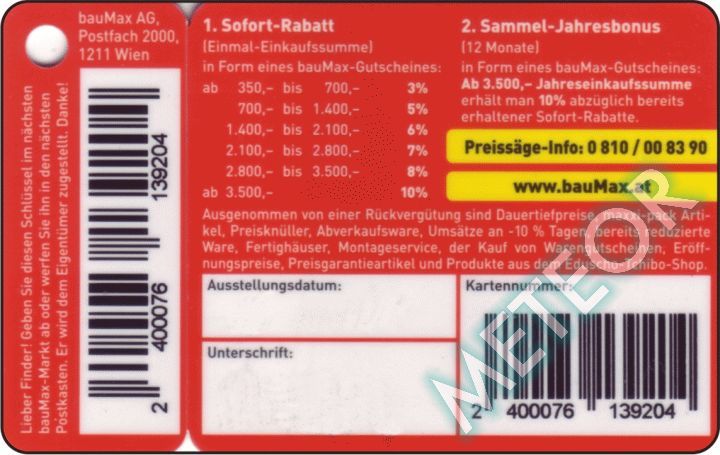 bauMax AG,
Postfach 2000,
1211 Wien
Lieber Finder! Geben Sie diesen Schlüssel im nächsten
bauMax-Markt ab oder werfen Sie ihn in den nächsten
Postkasten. Er wird dem Eigentümer zugestellt. Danke!
2 400076 139204
1. Sofort-Rabatt
(Einmal-Einkaufssumme)
in Form eines bauMax-Gutscheines:
ab 350,– bis 700,– 3%
700,– bis 1.400,– 5%
1.400,– bis 2.100,– 6%
2.100,– bis 2.800,– 7%
2.800,– bis 3.500,– 8%
ab 3.500,– 10%
2. Sammel-Jahresbonus
(12 Monate)
in Form eines bauMax-Gutscheines:
Ab 3.500,– Jahreseinkaufssumme
erhält man 10% abzüglich bereits
erhaltener Sofort-Rabatte.
Preissäge-Info: 0 810 / 00 83 90
www.bauMax.at
Ausgenommen von einer Rückvergütung sind Dauertiefpreise, maxxi-pack Arti-
kel, Preisknüller, Abverkaufsware, Umsätze an -10 % Tagen, bereits reduzierte
Ware, Fertighäuser, Montageservice, der Kauf von Warengutscheinen, Eröff-
nungspreise, Preisgarantieartikel und Produkte aus dem Eduscho-Tchibo-Shop.
Ausstellungsdatum:
Unterschrift:
Kartennummer:
2 400076 139204
METEOR